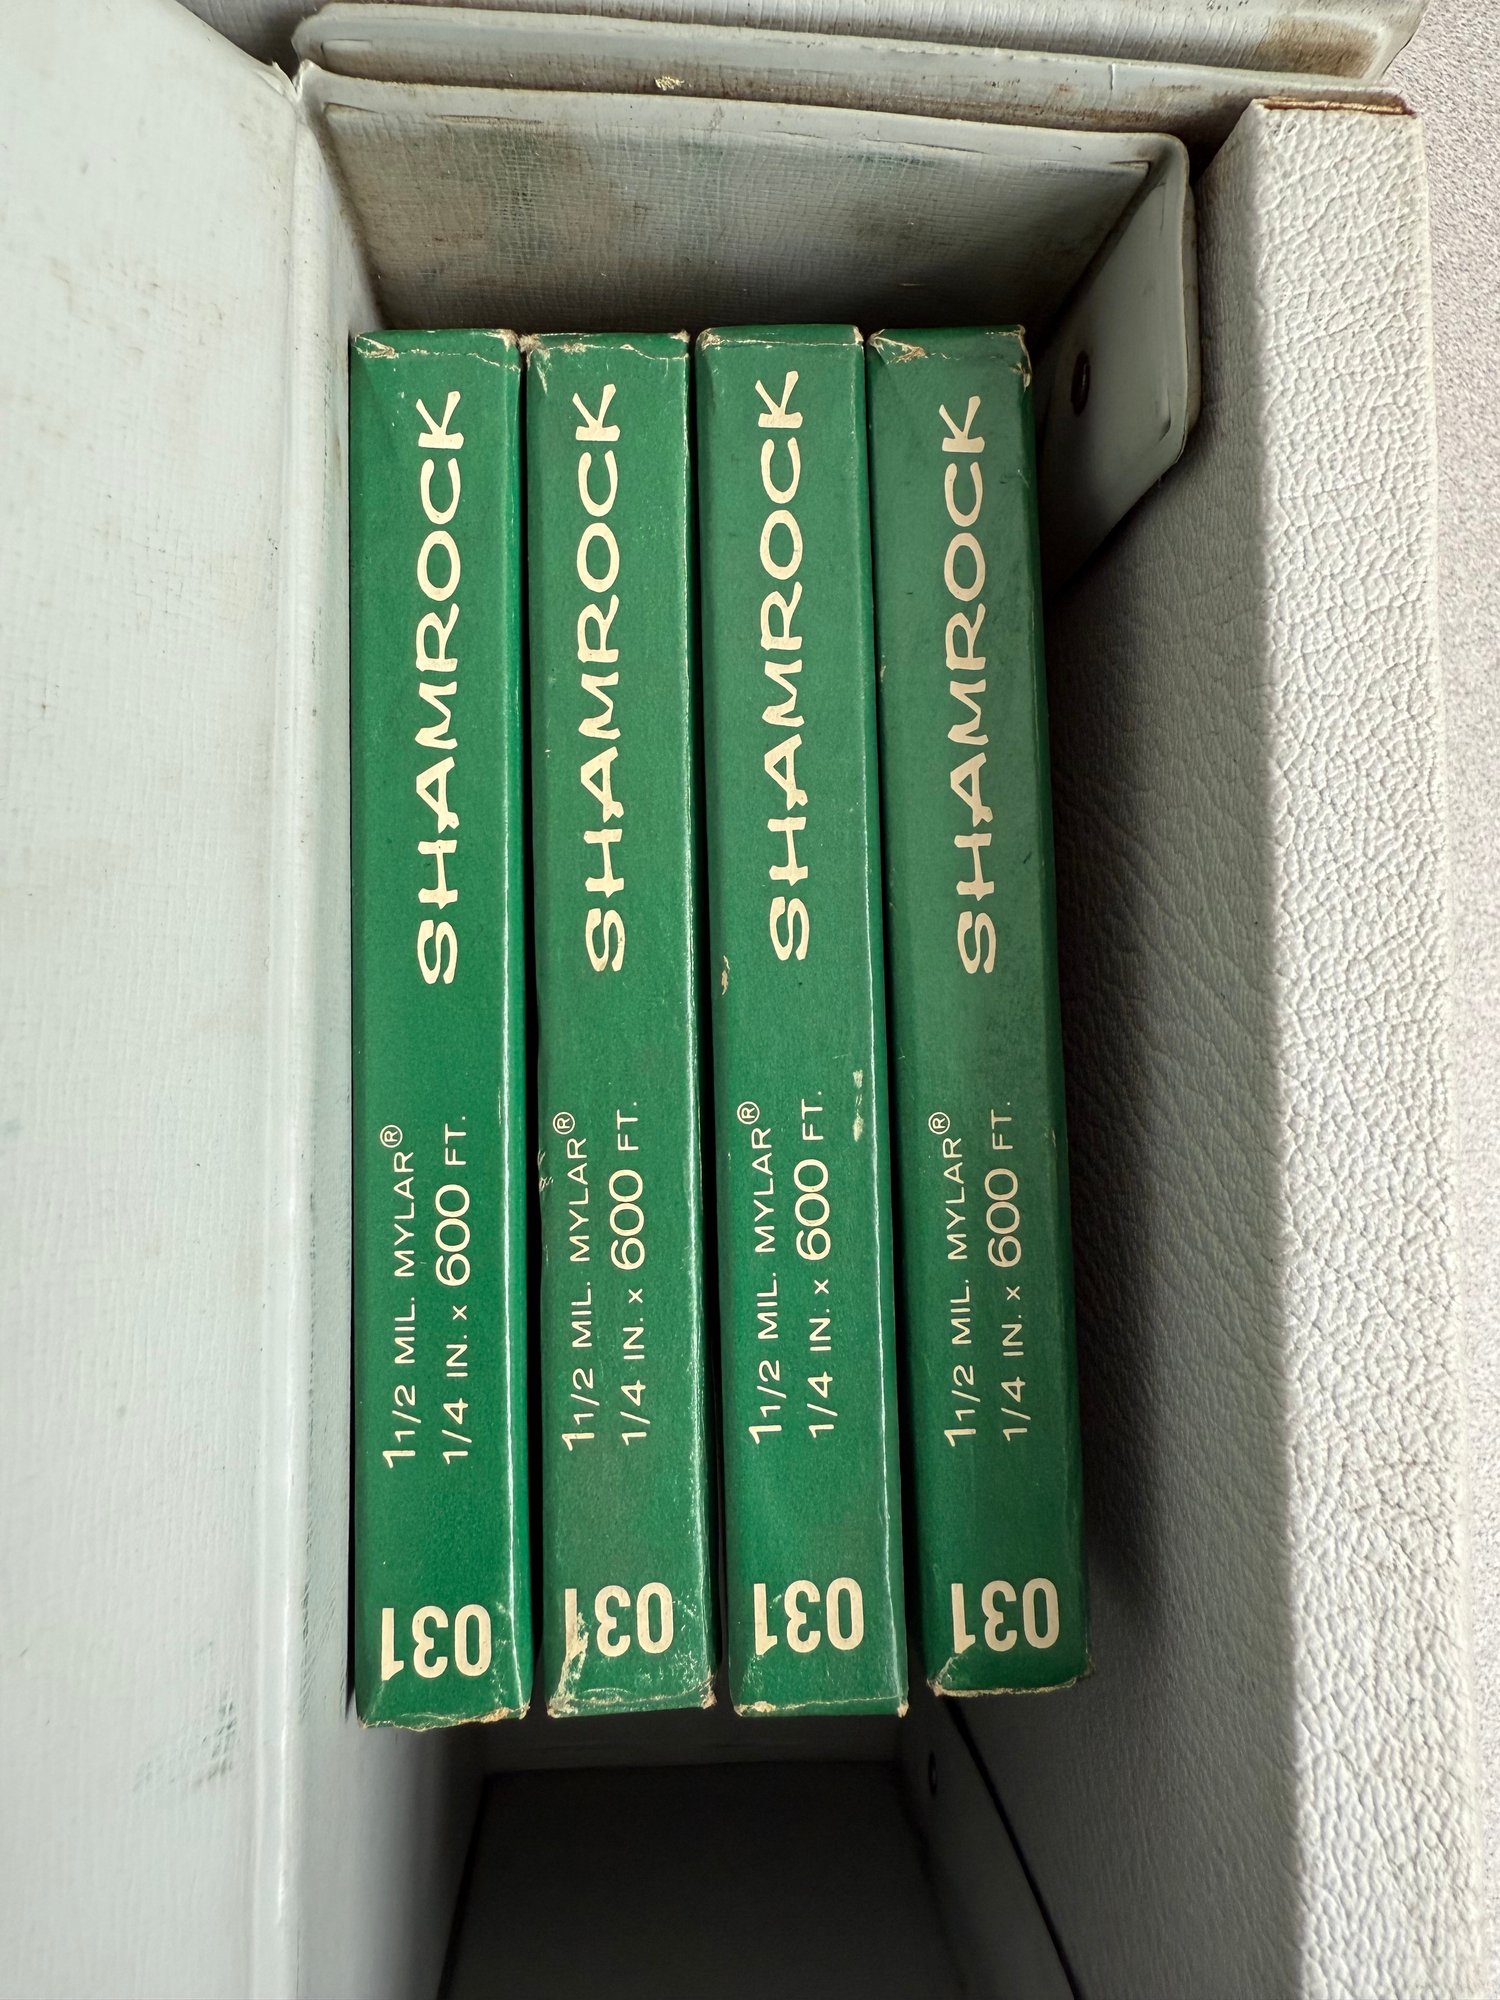 SHAMROCK
1 1/2 MIL. MYLAR®
1/4 IN. x 600 FT.
031
SHAMROCK
1 1/2 MIL. MYLAR®
1/4 IN. x 600 FT.
031
SHAMROCK
1 1/2 MIL. MYLAR®
1/4 IN. x 600 FT.
031
SHAMROCK
1 1/2 MIL. MYLAR®
1/4 IN. x 600 FT.
031